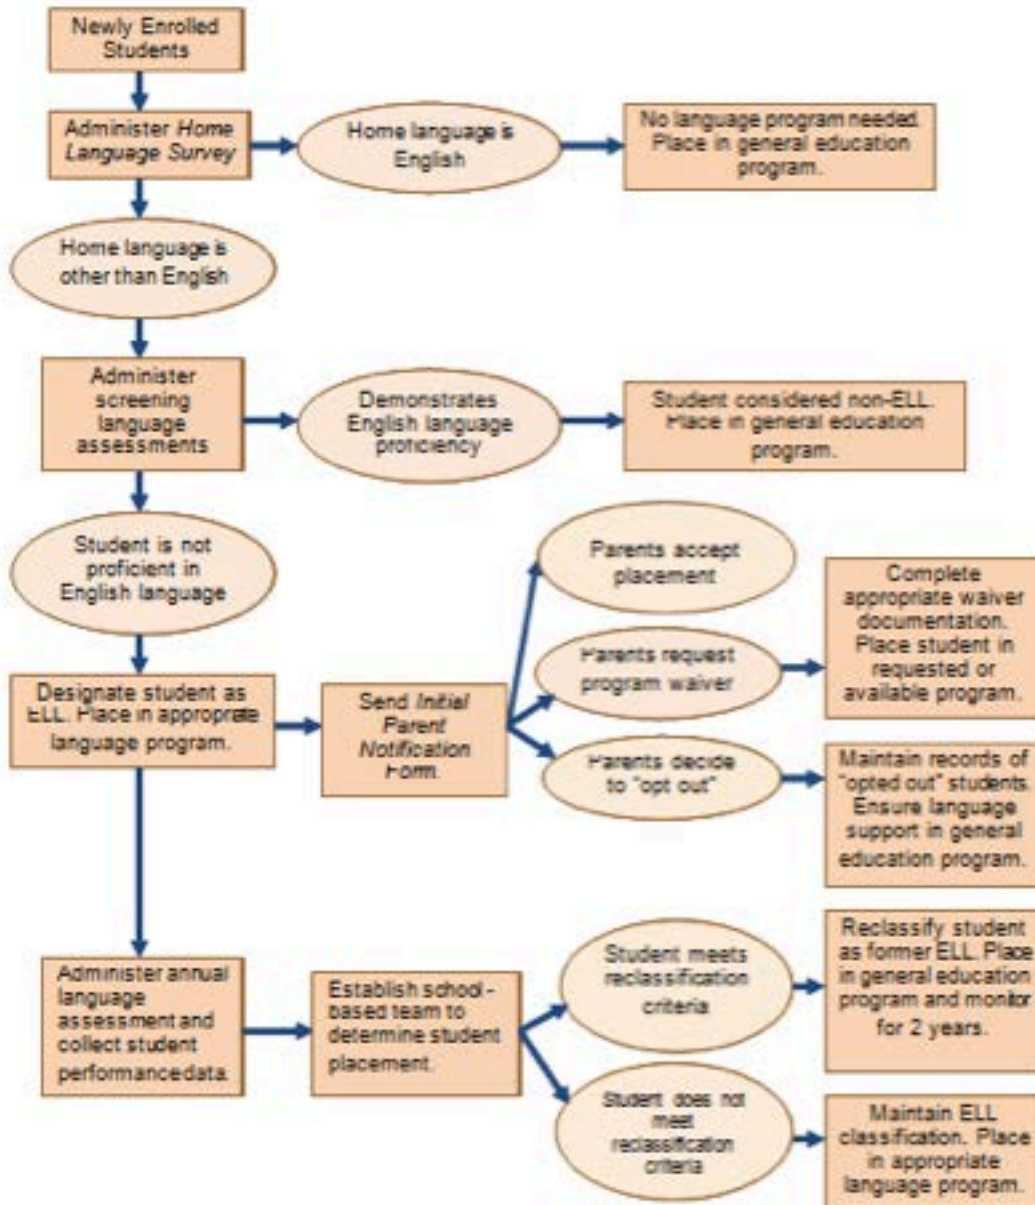 Newly Enrolled
Students
Administer Home
Language Survey
Home language is
English
No language program needed.
Place in general education
program.
Home language is
other than English
Administer
screening
language
assessments
Demonstrates
English language
proficiency
Student considered non-ELL.
Place in general education
program.
Student is not
proficient in
English language
Designate student as
ELL. Place in appropriate
language program.
Send Initial
Parent
Notification
Form.
Parents accept
placement
Parents request
program waiver
Complete
appropriate waiver
documentation.
Place student in
requested or
available program.
Parents decide
to "opt out"
Maintain records of
"opted out" students.
Ensure language
support in general
education program.
Administer annual
language
assessment and
collect student
performance data.
Establish school-
based team to
determine student
placement.
Student meets
reclassification
criteria
Reclassify student
as former ELL. Place
in general education
program and monitor
for 2 years.
Student does not
meet
reclassification
criteria
Maintain ELL
classification. Place
in appropriate
language program.